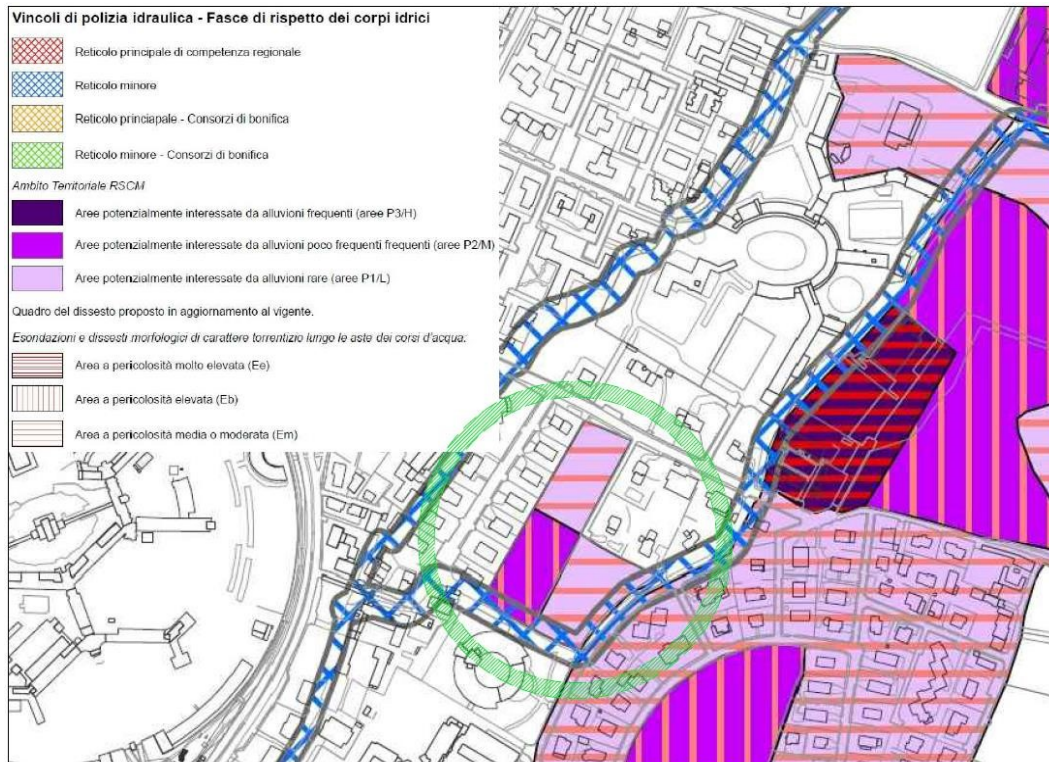 Vincoli di polizia idraulica - Fasce di rispetto dei corpi idrici
Reticolo principale di competenza regionale
Reticolo minore
Reticolo princiapale - Consorzi di bonifica
Reticolo minore - Consorzi di bonifica
Ambito Territoriale RSCM
Aree potenzialmente interessate da alluvioni frequenti (aree P3/H)
Aree potenzialmente interessate da alluvioni poco frequenti frequenti (aree P2/M)
Aree potenzialmente interessate da alluvioni rare (aree P1/L)
Quadro del dissesto proposto in aggiornamento al vigente.
Esondazioni e dissesti morfologici di carattere torrentizio lungo le aste dei corsi d'acqua:
Area a pericolosità molto elevata (Ee)
Area a pericolosità elevata (Eb)
Area a pericolosità media o moderata (Em)